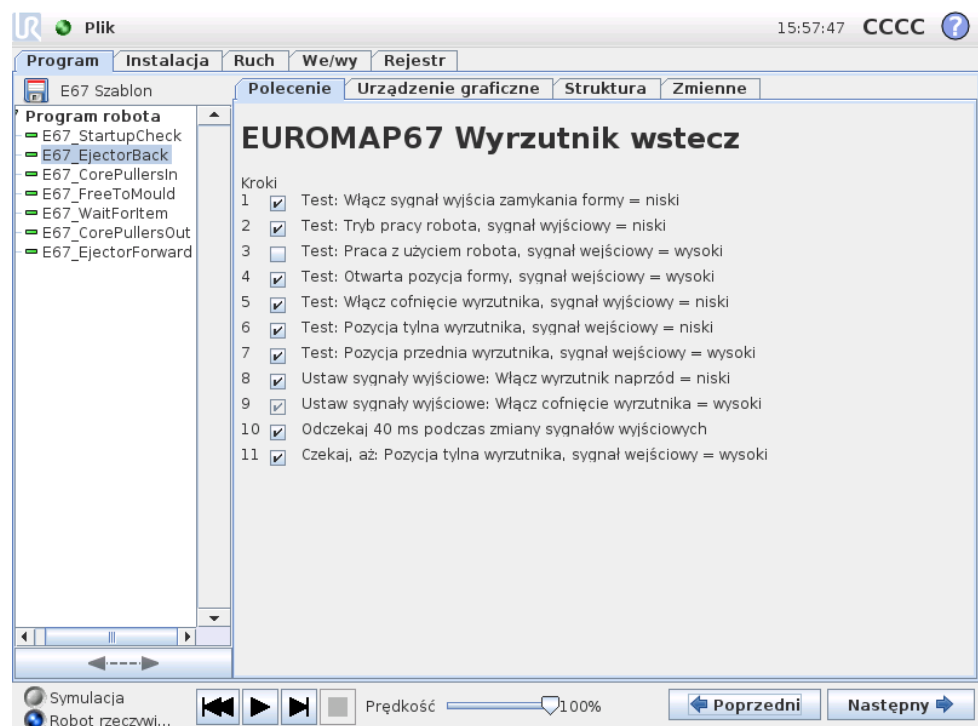 Plik
15:57:47 CCCC ?
Program Instalacja Ruch We/wy Rejestr
E67 Szablon
Polecenie Urządzenie graficzne Struktura Zmienne
Program robota
E67_StartupCheck
E67_EjectorBack
E67_CorePullersIn
E67_FreeToMould
E67_WaitForItem
E67_CorePullersOut
E67_EjectorForward
EUROMAP67 Wyrzutnik wstecz
Kroki
1 Test: Włącz sygnał wyjścia zamykania formy = niski
2 Test: Tryb pracy robota, sygnał wyjściowy = niski
3 Test: Praca z użyciem robota, sygnał wejściowy = wysoki
4 Test: Otwarta pozycja formy, sygnał wejściowy = wysoki
5 Test: Włącz cofnięcie wyrzutnika, sygnał wyjściowy = niski
6 Test: Pozycja tylna wyrzutnika, sygnał wejściowy = niski
7 Test: Pozycja przednia wyrzutnika, sygnał wejściowy = wysoki
8 Ustaw sygnały wyjściowe: Włącz wyrzutnik naprzód = niski
9 Ustaw sygnały wyjściowe: Włącz cofnięcie wyrzutnika = wysoki
10 Odczekaj 40 ms podczas zmiany sygnałów wyjściowych
11 Czekaj, aż: Pozycja tylna wyrzutnika, sygnał wejściowy = wysoki
Symulacja
Robot rzeczywi...
Prędkość 100%
Poprzedni
Następny